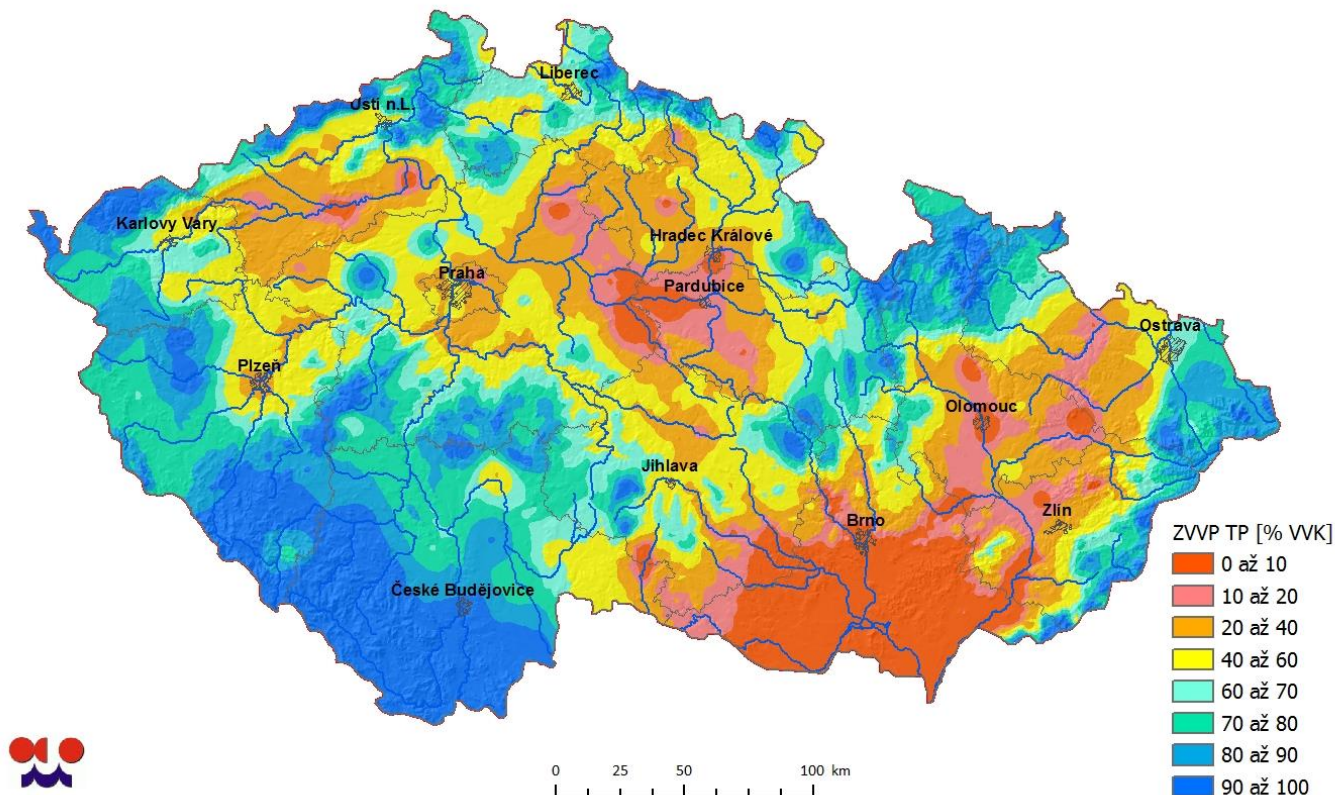 Liberec
Ústí n.L.
Karlovy Vary
Hradec Králové
Praha
Pardubice
Ostrava
Plzeň
Olomouc
Jihlava
Zlín
Brno
České Budějovice
ZVVP TP [% VVK]
0 až 10
10 až 20
20 až 40
40 až 60
60 až 70
70 až 80
80 až 90
90 až 100
0 25 50 100 km